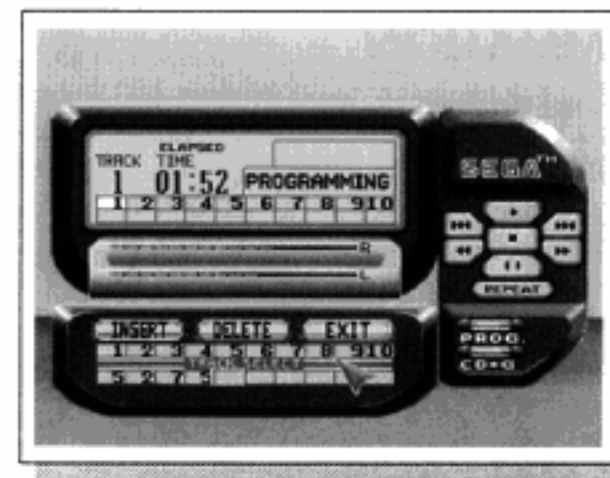 ELAPSED
TRACK TIME
1 01:52 PROGRAMMING
1 2 3 4 5 6 7 8 9 10
R
L
INSERT DELETE EXIT
1 2 3 4 5 6 7 8 9 10
5 2 7 5
SEGA™
REPEAT
PROG.
CD+G